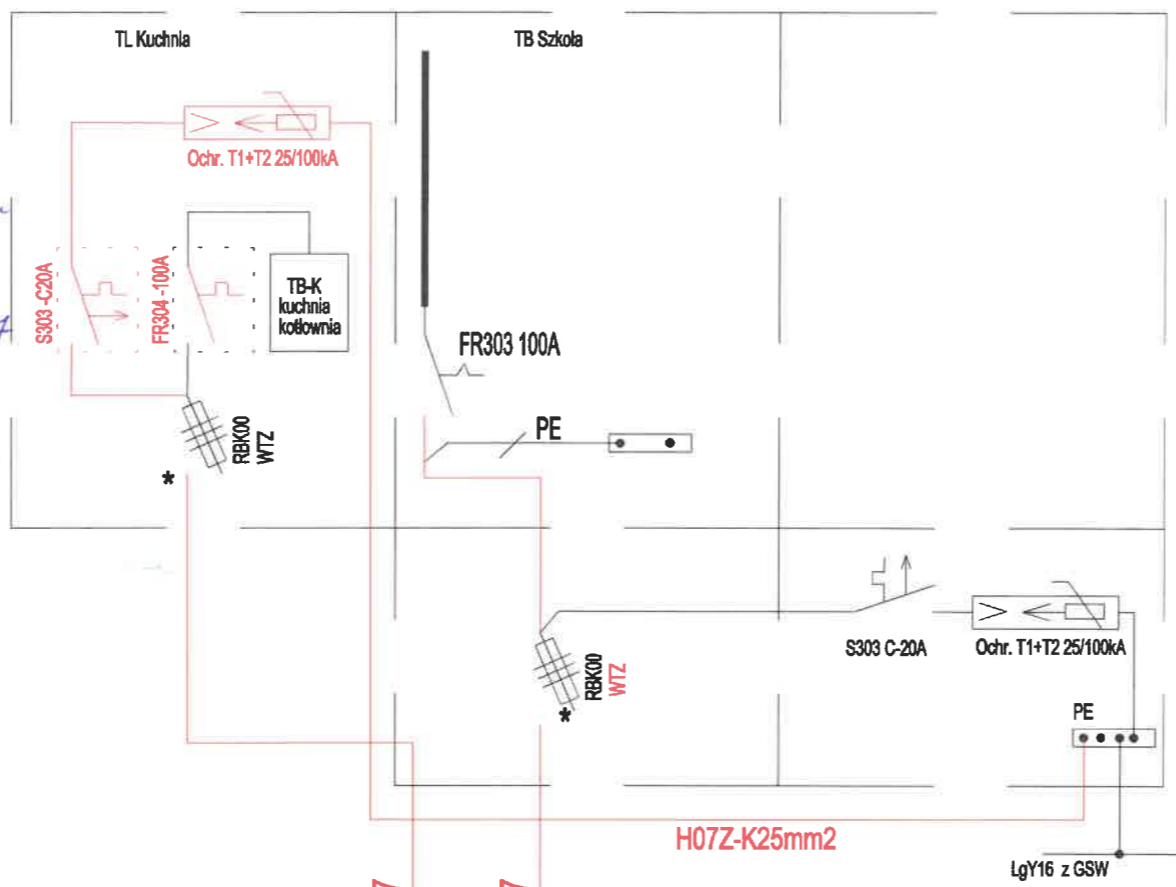 TL Kuchnia
TB Szkoła
Ochr. T1+T2 25/100kA
S303 -C20A
FR304 -100A
TB-K
kuchnia
kotłownia
FR303 100A
PE
RBK00
WTZ
*
S303 C-20A
Ochr. T1+T2 25/100kA
RBK00
WTZ
*
PE
H07Z-K25mm2
LgY16 z GSW